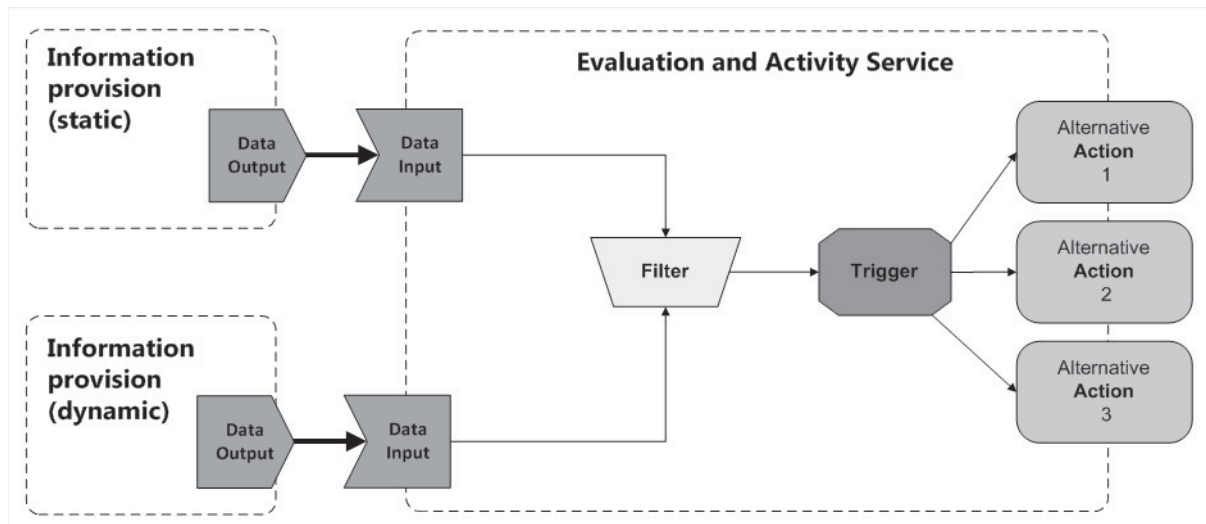 Information
provision
(static)
Data
Output
Data
Input
Evaluation and Activity Service
Filter
Trigger
Alternative
Action
1
Alternative
Action
2
Alternative
Action
3
Information
provision
(dynamic)
Data
Output
Data
Input